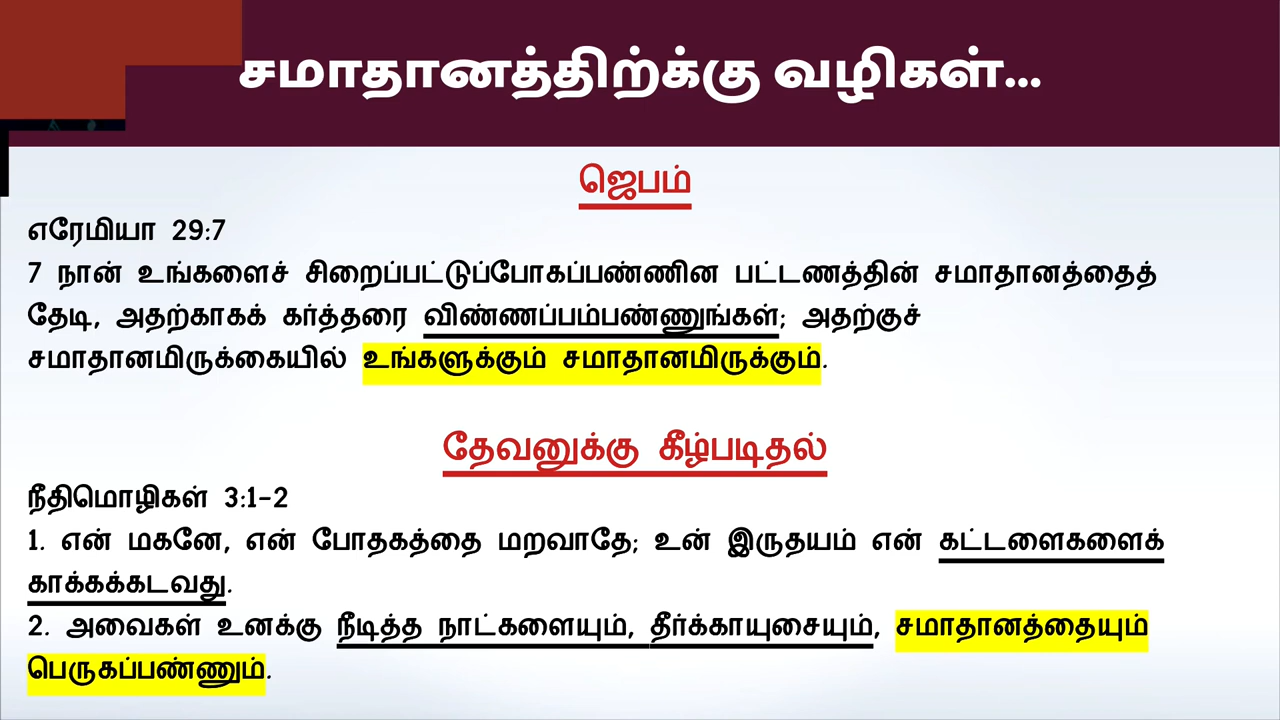 சமாதானத்திற்க்கு வழிகள்...
ஜெபம்
எரேமியா 29:7
7 நான் உங்களைச் சிறைப்பட்டுப்போகப்பண்ணின பட்டணத்தின் சமாதானத்தைத்
தேடி, அதற்காகக் கர்த்தரை விண்ணப்பம்பண்ணுங்கள்; அதற்குச்
சமாதானமிருக்கையில் உங்களுக்கும் சமாதானமிருக்கும்.
தேவனுக்கு கீழ்படிதல்
நீதிமொழிகள் 3:1-2
1. என் மகனே, என் போதகத்தை மறவாதே; உன் இருதயம் என் கட்டளைகளைக்
காக்கக்கடவது.
2. அவைகள் உனக்கு நீடித்த நாட்களையும், தீர்க்காயுசையும், சமாதானத்தையும்
பெருகப்பண்ணும்.